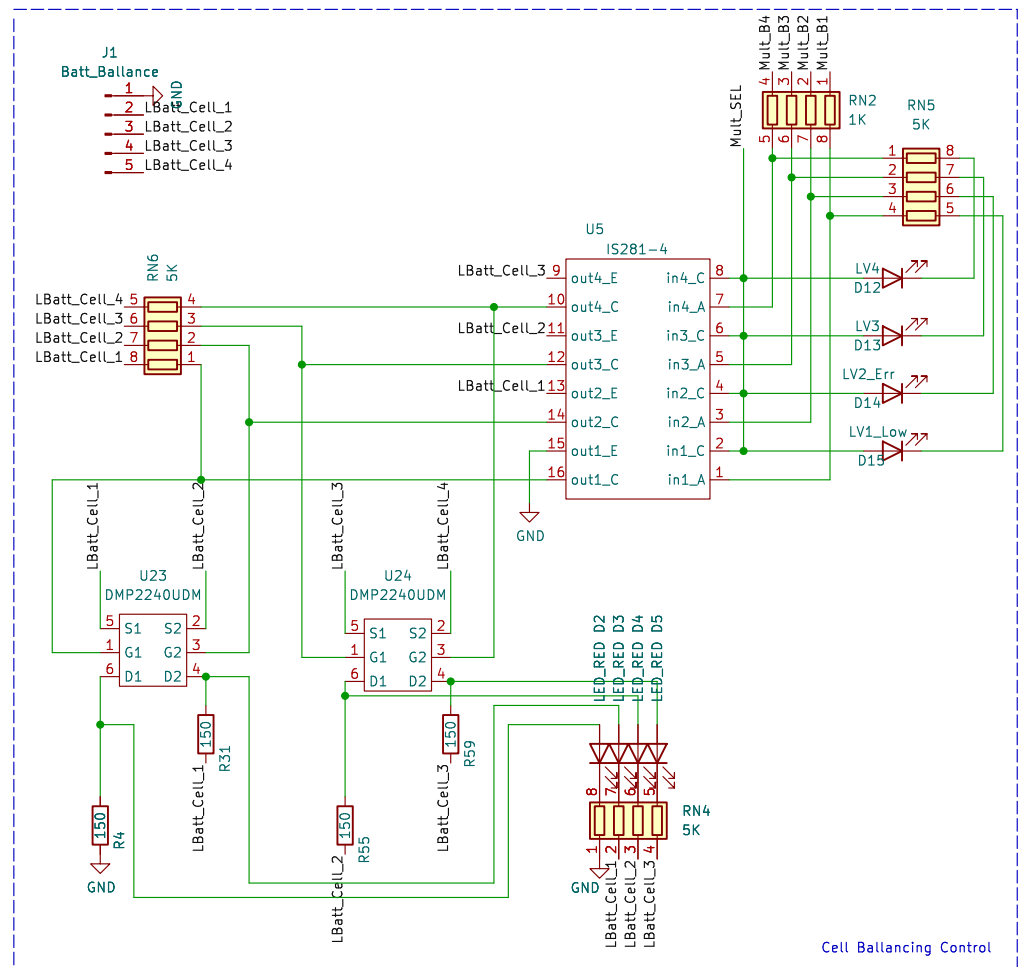 J1
Batt_Ballance
1
GND
2
LBatt_Cell_1
3
LBatt_Cell_2
4
LBatt_Cell_3
5
LBatt_Cell_4
Mult_SEL
Mult_B4
Mult_B3
Mult_B2
Mult_B1
4
3
2
1
RN2
1K
5
6
7
8
RN5
5K
1
2
3
4
8
7
6
5
RN6
5K
LBatt_Cell_4
5
4
LBatt_Cell_3
6
3
LBatt_Cell_2
7
2
LBatt_Cell_1
8
1
U5
IS281-4
LBatt_Cell_3
9
out4_E
in4_C
8
10
out4_C
in4_A
7
LBatt_Cell_2
11
out3_E
in3_C
6
12
out3_C
in3_A
5
LBatt_Cell_1
13
out2_E
in2_C
4
14
out2_C
in2_A
3
15
out1_E
in1_C
2
16
out1_C
in1_A
1
GND
LV4
D12
LV3
D13
LV2_Err
D14
LV1_Low
D15
LBatt_Cell_1
LBatt_Cell_2
U23
DMP2240UDM
5
S1
S2
2
1
G1
G2
3
6
D1
D2
4
LBatt_Cell_3
LBatt_Cell_4
U24
DMP2240UDM
5
S1
S2
2
1
G1
G2
3
6
D1
D2
4
150
R31
LBatt_Cell_1
150
R4
GND
150
R59
LBatt_Cell_3
150
R55
LBatt_Cell_2
LED_RED D2
LED_RED D3
LED_RED D4
LED_RED D5
8
7
6
5
RN4
5K
1
2
3
4
GND
LBatt_Cell_1
LBatt_Cell_2
LBatt_Cell_3
Cell Ballancing Control